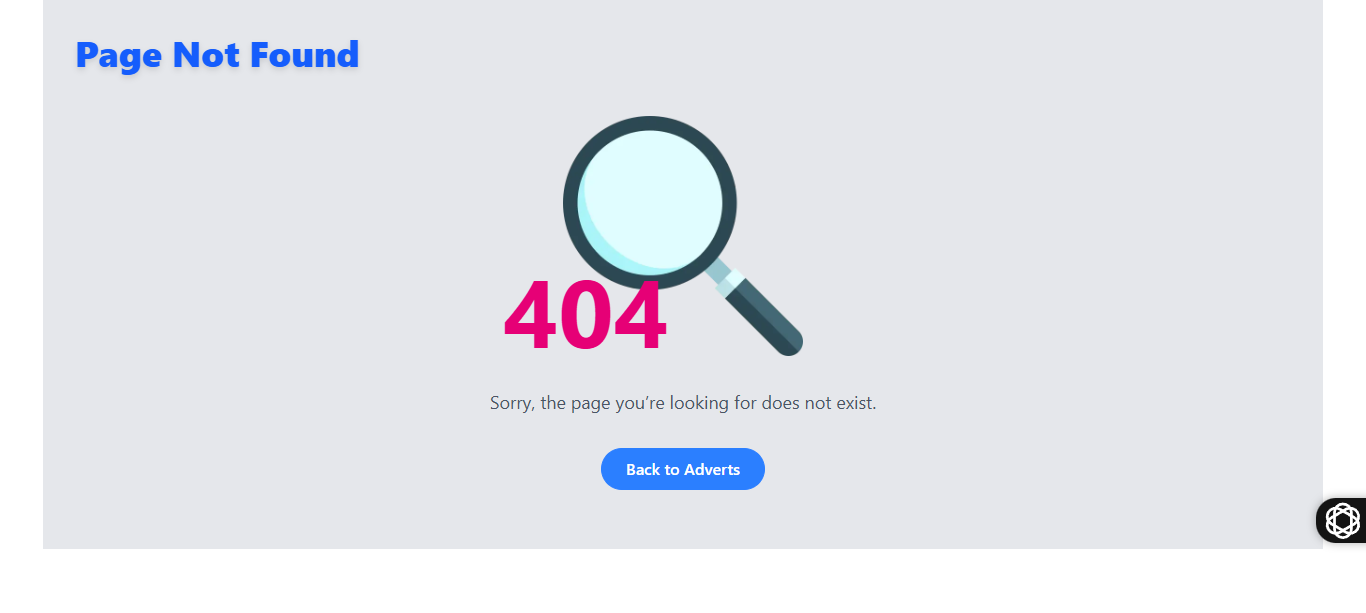 Page Not Found
404
Sorry, the page you’re looking for does not exist.
Back to Adverts